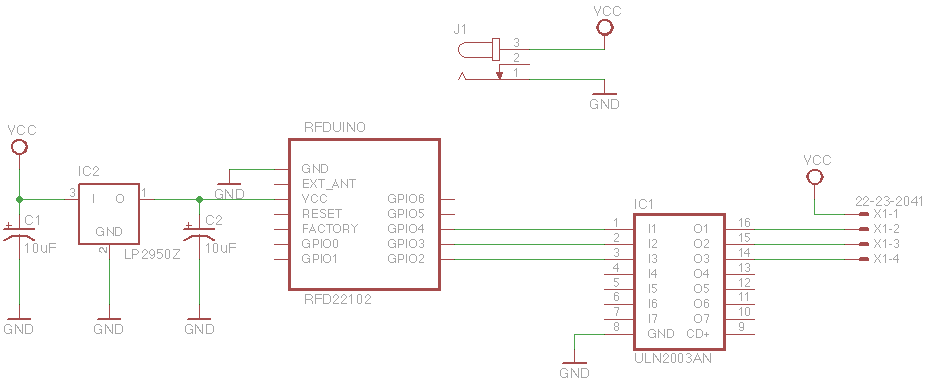 VCC
J1
3
2
1
GND
RFDUINO
VCC
IC2
VCC
GND
GND
EXT_ANT
VCC
GPIO6
RESET
GPIO5
FACTORY
GPIO4
GPIO0
GPIO3
GPIO1
GPIO2
RFD22102
3
I
O
1
GND
2
LP2950Z
+
C1
10uF
+
C2
10uF
GND
GND
GND
IC1
22-23-2041
X1-1
1
I1
O1
16
X1-2
2
I2
O2
15
X1-3
3
I3
O3
14
X1-4
4
I4
O4
13
5
I5
O5
12
6
I6
O6
11
7
I7
O7
10
8
GND
CD+
9
ULN2003AN
GND